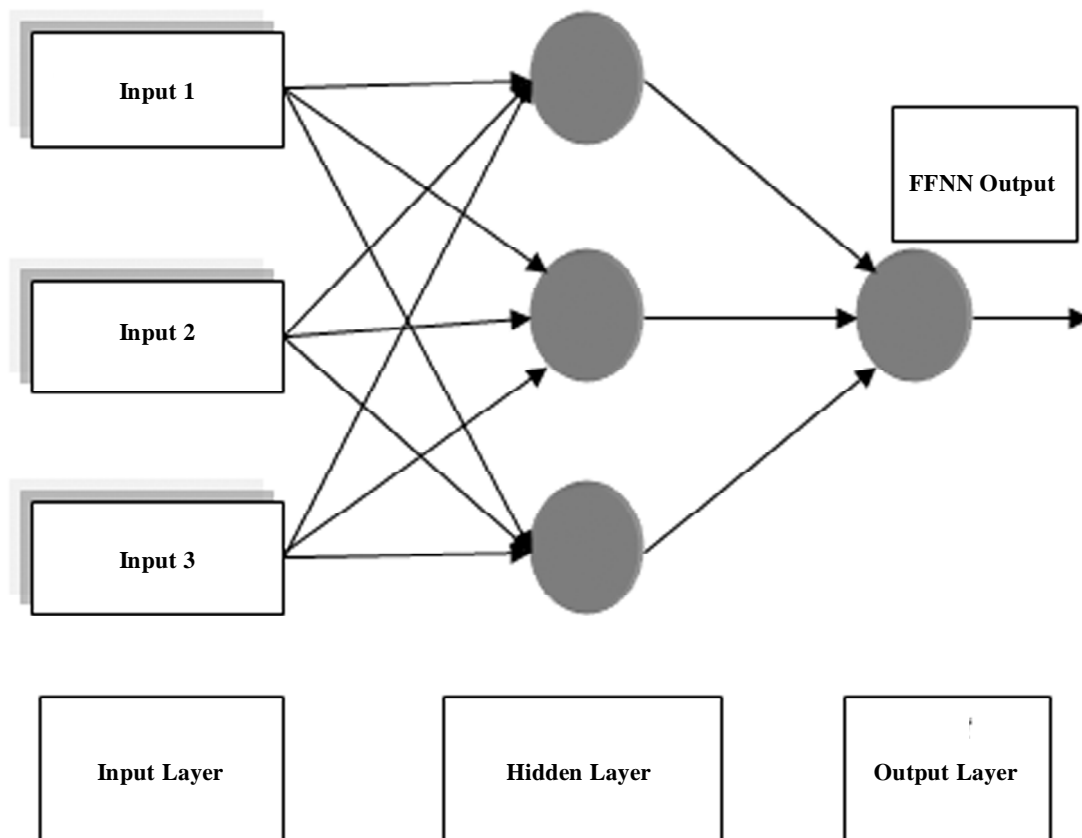 Input 1
FFNN Output
Input 2
Input 3
Input Layer
Hidden Layer
Output Layer